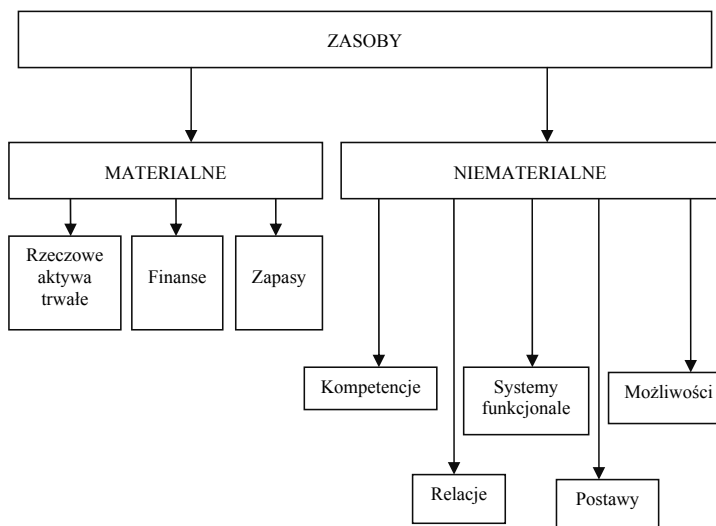 ZASOBY
MATERIALNE
NIEMATERIALNE
Rzeczowe
aktywa
trwałe
Finanse
Zapasy
Kompetencje
Systemy
funkcjonale
Możliwości
Relacje
Postawy